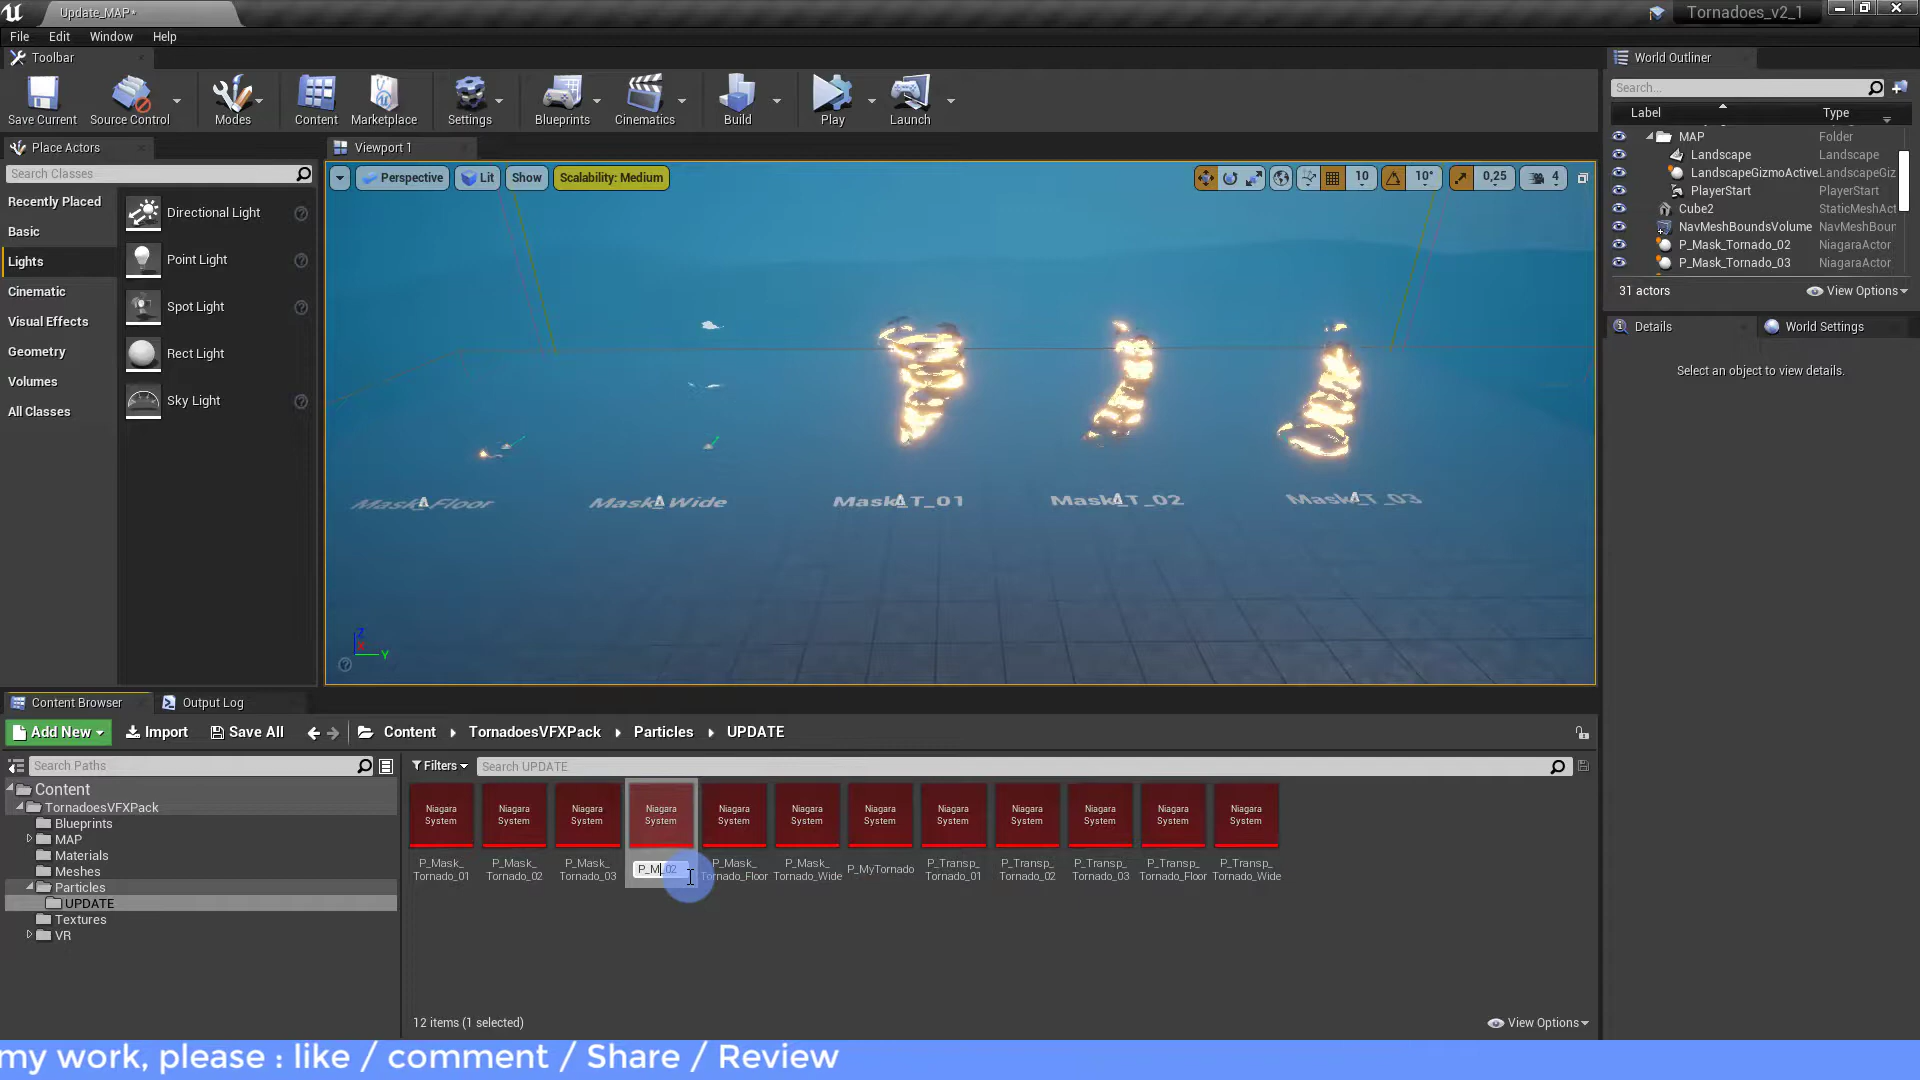 Update_MAP*
Tornadoes_v2_1
File Edit Window Help
Toolbar
World Outliner
Save Current
Source Control
Modes
Content
Marketplace
Settings
Blueprints
Cinematics
Build
Play
Launch
Search...
Label Type
MAP Folder
Landscape Landscape
LandscapeGizmoActive LandscapeGiz
PlayerStart PlayerStart
Cube2 StaticMeshAct
NavMeshBoundsVolume NavMeshBoun
P_Mask_Tornado_02 NiagaraActor
P_Mask_Tornado_03 NiagaraActor
31 actors
View Options
Place Actors
Viewport 1
Search Classes
Perspective
Lit
Show
Scalability: Medium
10
10°
0,25
4
Recently Placed
Basic
Lights
Cinematic
Visual Effects
Geometry
Volumes
All Classes
Directional Light
Point Light
Spot Light
Rect Light
Sky Light
Mask_Floor
Mask_Wide
Mask_T_01
Mask_T_02
Mask_T_03
Z
X
Y
Details
World Settings
Select an object to view details.
Content Browser
Output Log
Add New
Import
Save All
Content
TornadoesVFXPack
Particles
UPDATE
Search Paths
Filters
Search UPDATE
Content
TornadoesVFXPack
Blueprints
MAP
Materials
Meshes
Particles
UPDATE
Textures
VR
Niagara System
P_Mask_
Tornado_01
Niagara System
P_Mask_
Tornado_02
Niagara System
P_Mask_
Tornado_03
Niagara System
P_M_02
Niagara System
P_Mask_
Tornado_Floor
Niagara System
P_Mask_
Tornado_Wide
Niagara System
P_MyTornado
Niagara System
P_Transp_
Tornado_01
Niagara System
P_Transp_
Tornado_02
Niagara System
P_Transp_
Tornado_03
Niagara System
P_Transp_
Tornado_Floor
Niagara System
P_Transp_
Tornado_Wide
12 items (1 selected)
View Options
my work, please : like / comment / Share / Review